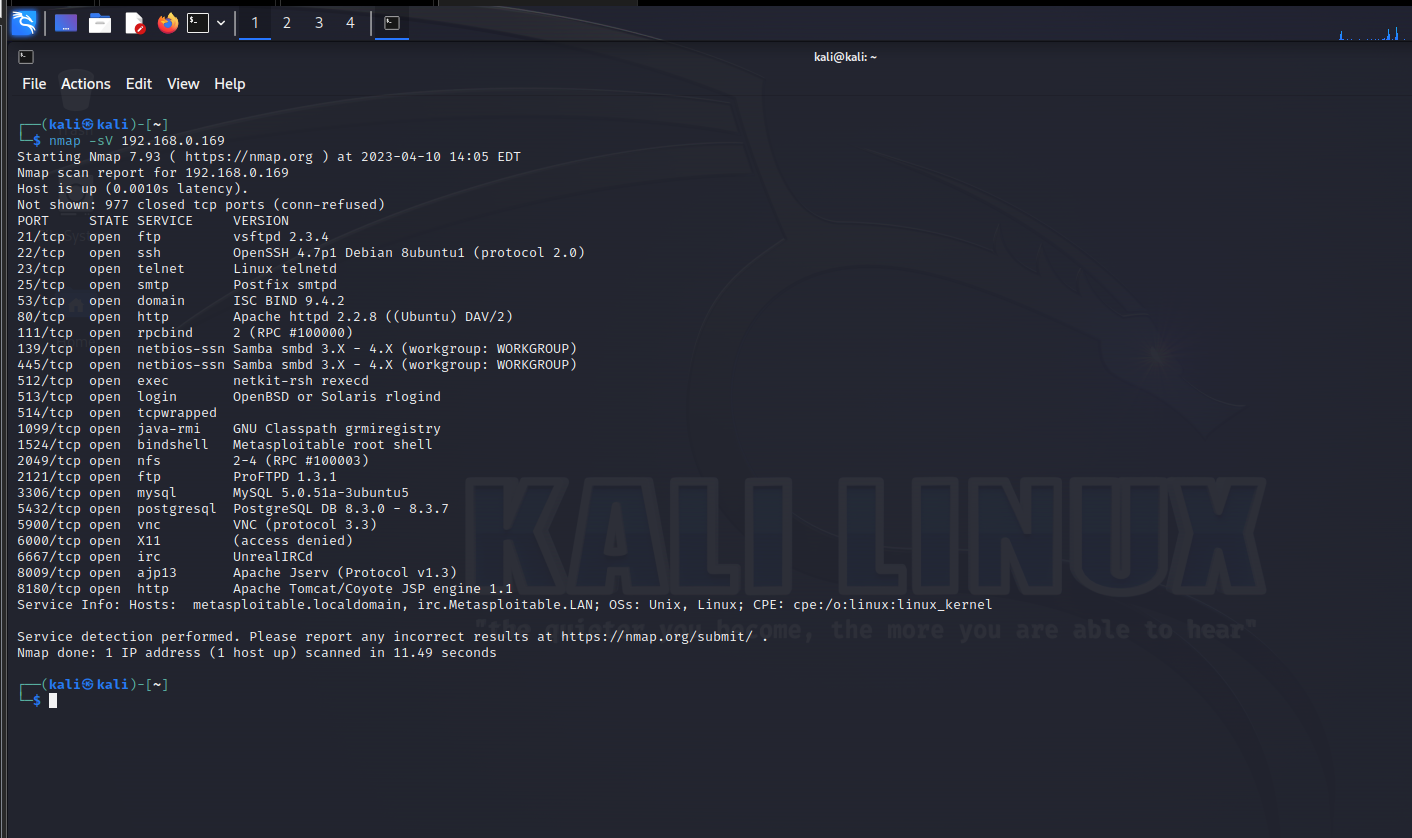 1 2 3 4
kali@kali: ~
File Actions Edit View Help
┌──(kali㉿kali)-[~]
└─$ nmap -sV 192.168.0.169
Starting Nmap 7.93 ( https://nmap.org ) at 2023-04-10 14:05 EDT
Nmap scan report for 192.168.0.169
Host is up (0.0010s latency).
Not shown: 977 closed tcp ports (conn-refused)
PORT     STATE SERVICE     VERSION
21/tcp   open  ftp         vsftpd 2.3.4
22/tcp   open  ssh         OpenSSH 4.7p1 Debian 8ubuntu1 (protocol 2.0)
23/tcp   open  telnet      Linux telnetd
25/tcp   open  smtp        Postfix smtpd
53/tcp   open  domain      ISC BIND 9.4.2
80/tcp   open  http        Apache httpd 2.2.8 ((Ubuntu) DAV/2)
111/tcp  open  rpcbind     2 (RPC #100000)
139/tcp  open  netbios-ssn Samba smbd 3.X - 4.X (workgroup: WORKGROUP)
445/tcp  open  netbios-ssn Samba smbd 3.X - 4.X (workgroup: WORKGROUP)
512/tcp  open  exec        netkit-rsh rexecd
513/tcp  open  login       OpenBSD or Solaris rlogind
514/tcp  open  tcpwrapped
1099/tcp open  java-rmi    GNU Classpath grmiregistry
1524/tcp open  bindshell   Metasploitable root shell
2049/tcp open  nfs         2-4 (RPC #100003)
2121/tcp open  ftp         ProFTPD 1.3.1
3306/tcp open  mysql       MySQL 5.0.51a-3ubuntu5
5432/tcp open  postgresql  PostgreSQL DB 8.3.0 - 8.3.7
5900/tcp open  vnc         VNC (protocol 3.3)
6000/tcp open  X11         (access denied)
6667/tcp open  irc         UnrealIRCd
8009/tcp open  ajp13       Apache Jserv (Protocol v1.3)
8180/tcp open  http        Apache Tomcat/Coyote JSP engine 1.1
Service Info: Hosts:  metasploitable.localdomain, irc.Metasploitable.LAN; OSs: Unix, Linux; CPE: cpe:/o:linux:linux_kernel
Service detection performed. Please report any incorrect results at https://nmap.org/submit/ .
Nmap done: 1 IP address (1 host up) scanned in 11.49 seconds
┌──(kali㉿kali)-[~]
└─$
KALI LINUX
"the quieter you become, the more you are able to hear"